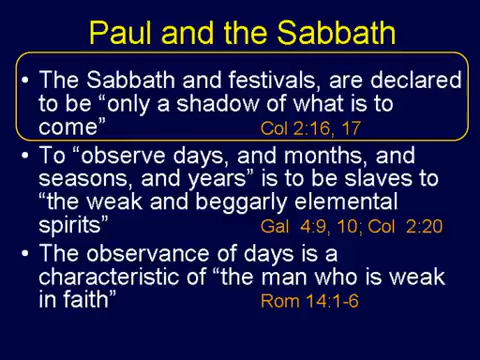 Paul and the Sabbath
• The Sabbath and festivals, are declared
to be “only a shadow of what is to
come” Col 2:16, 17
• To “observe days, and months, and
seasons, and years” is to be slaves to
“the weak and beggarly elemental
spirits” Gal 4:9, 10; Col 2:20
• The observance of days is a
characteristic of “the man who is weak
in faith” Rom 14:1-6